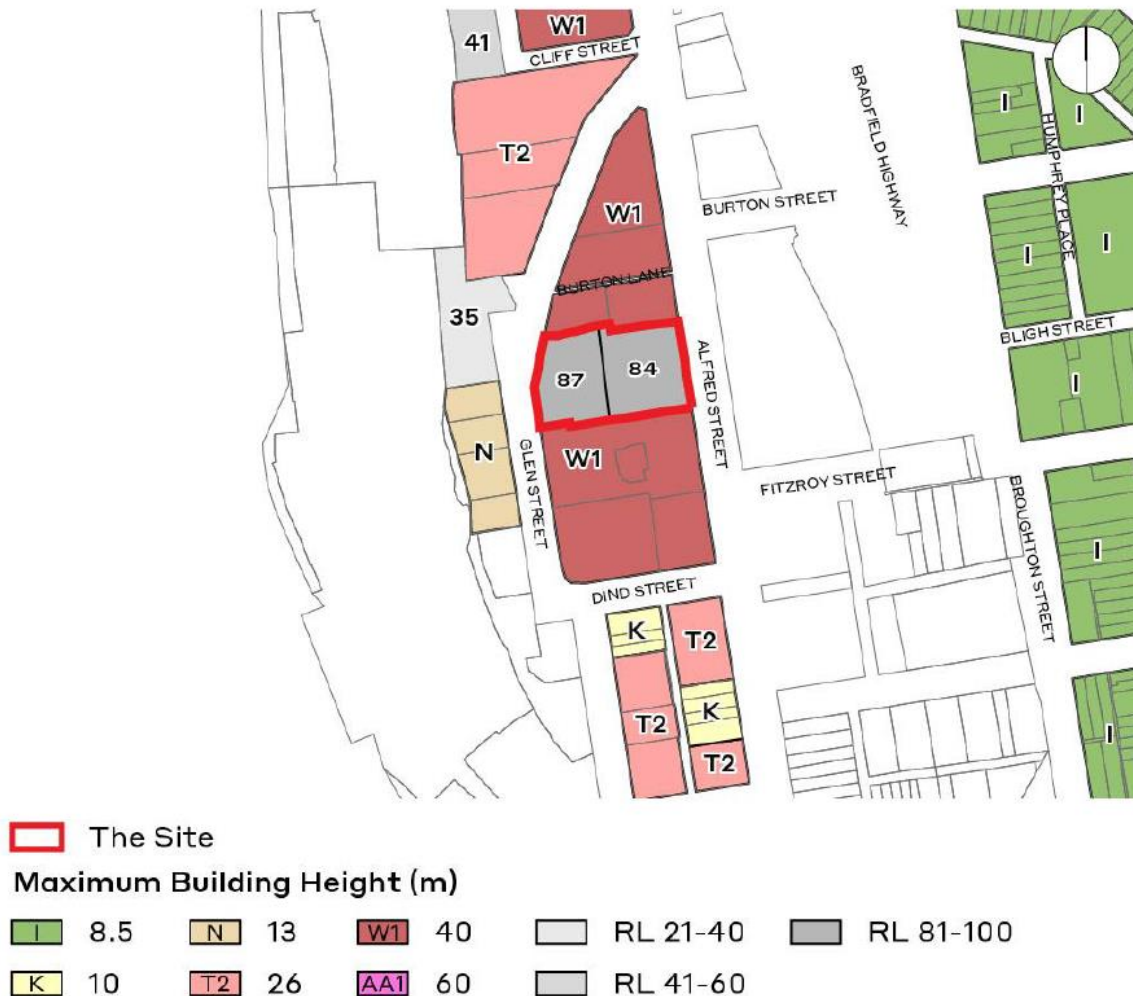 W1
41
CLIFF STREET
BRADFIELD HIGHWAY
I
I
HUMPHREY PLACE
T2
W1
BURTON STREET
I
I
BURTON LANE
35
BLIGH STREET
87
84
ALFRED STREET
I
N
GLEN STREET
W1
FITZROY STREET
BROUGHTON STREET
I
DIND STREET
K
T2
T2
K
T2
I
The Site
Maximum Building Height (m)
I 8.5 N 13 W1 40 RL 21-40 RL 81-100
K 10 T2 26 AA1 60 RL 41-60